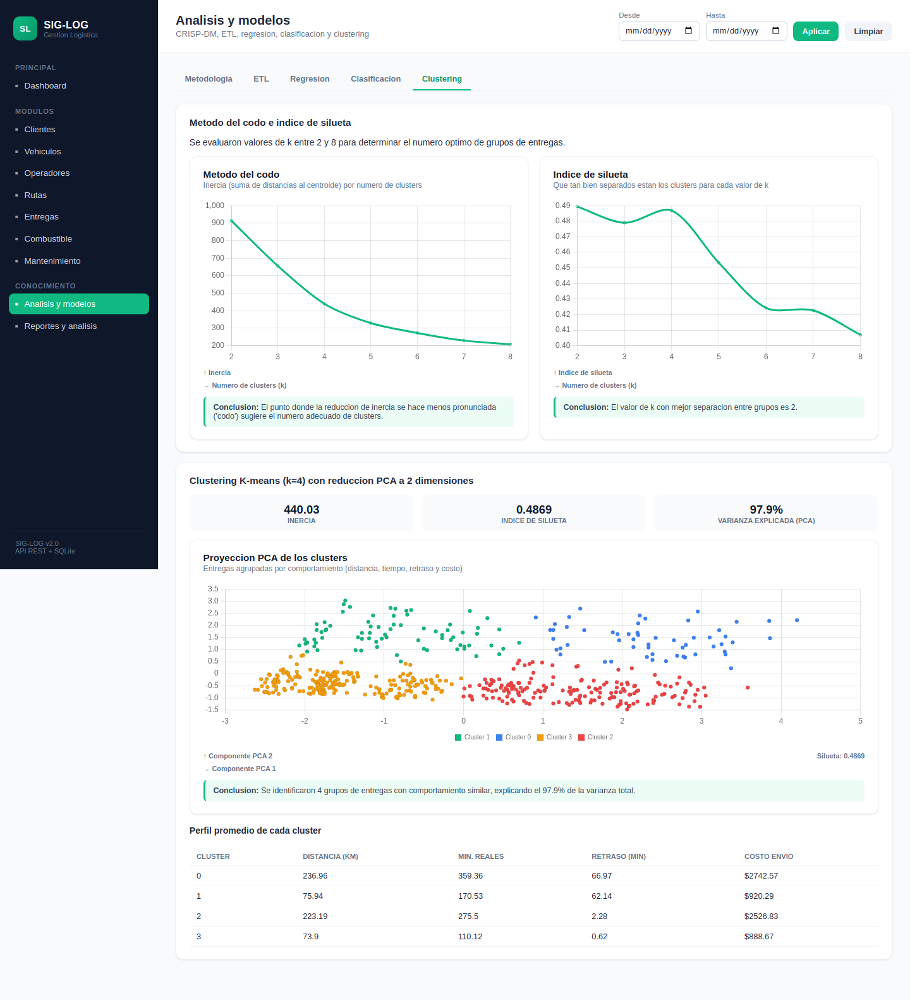 SL
SIG-LOG
Gestion Logistica
PRINCIPAL
Dashboard
MODULOS
Clientes
Vehiculos
Operadores
Rutas
Entregas
Combustible
Mantenimiento
CONOCIMIENTO
Analisis y modelos
Reportes y analisis
SIG-LOG v2.0
API REST + SQLite
Analisis y modelos
CRISP-DM, ETL, regresion, clasificacion y clustering
Desde
mm/dd/yyyy
Hasta
mm/dd/yyyy
Aplicar
Limpiar
Metodologia
ETL
Regresion
Clasificacion
Clustering
Metodo del codo e indice de silueta
Se evaluaron valores de k entre 2 y 8 para determinar el numero optimo de grupos de entregas.
Metodo del codo
Inercia (suma de distancias al centroide) por numero de clusters
1,000
900
800
700
600
500
400
300
200
2 3 4 5 6 7 8
↑ Inercia
→ Numero de clusters (k)
Conclusion: El punto donde la reduccion de inercia se hace menos pronunciada
('codo') sugiere el numero adecuado de clusters.
Indice de silueta
Que tan bien separados estan los clusters para cada valor de k
0.49
0.48
0.47
0.46
0.45
0.44
0.43
0.42
0.41
0.40
2 3 4 5 6 7 8
↑ Indice de silueta
→ Numero de clusters (k)
Conclusion: El valor de k con mejor separacion entre grupos es 2.
Clustering K-means (k=4) con reduccion PCA a 2 dimensiones
440.03
INERCIA
0.4869
INDICE DE SILUETA
97.9%
VARIANZA EXPLICADA (PCA)
Proyeccion PCA de los clusters
Entregas agrupadas por comportamiento (distancia, tiempo, retraso y costo)
3.5
3.0
2.5
2.0
1.5
1.0
0.5
0
-0.5
-1.0
-1.5
-3 -2 -1 0 1 2 3 4 5
Cluster 1 Cluster 0 Cluster 3 Cluster 2
↑ Componente PCA 2
Silueta: 0.4869
→ Componente PCA 1
Conclusion: Se identificaron 4 grupos de entregas con comportamiento similar, explicando el 97.9% de la varianza total.
Perfil promedio de cada cluster
CLUSTER DISTANCIA (KM) MIN. REALES RETRASO (MIN) COSTO ENVIO
0 236.96 359.36 66.97 $2742.57
1 75.94 170.53 62.14 $920.29
2 223.19 275.5 2.28 $2526.83
3 73.9 110.12 0.62 $888.67